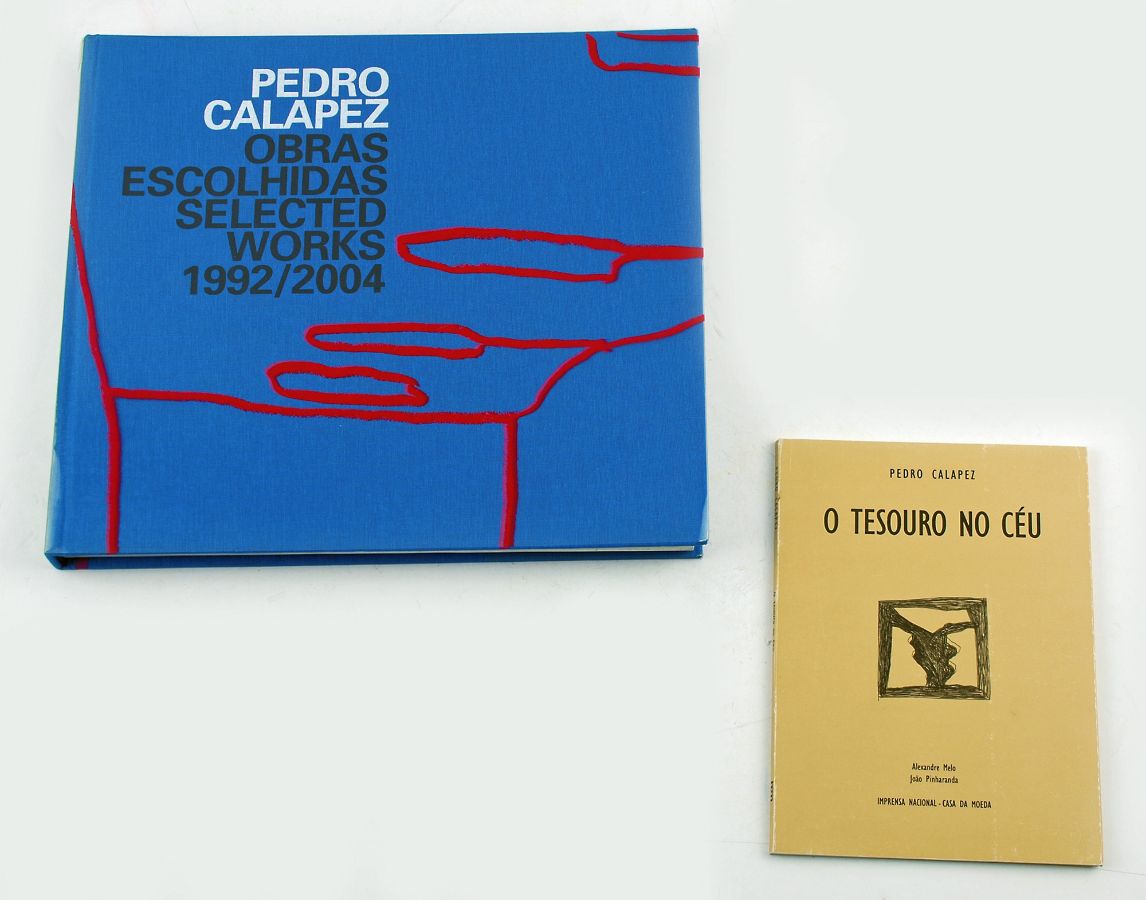 PEDRO
CALAPEZ
OBRAS
ESCOLHIDAS
SELECTED
WORKS
1992/2004
PEDRO CALAPEZ
O TESOURO NO CÉU
Alexandre Melo
João Pinharanda
IMPRENSA NACIONAL - CASA DA MOEDA